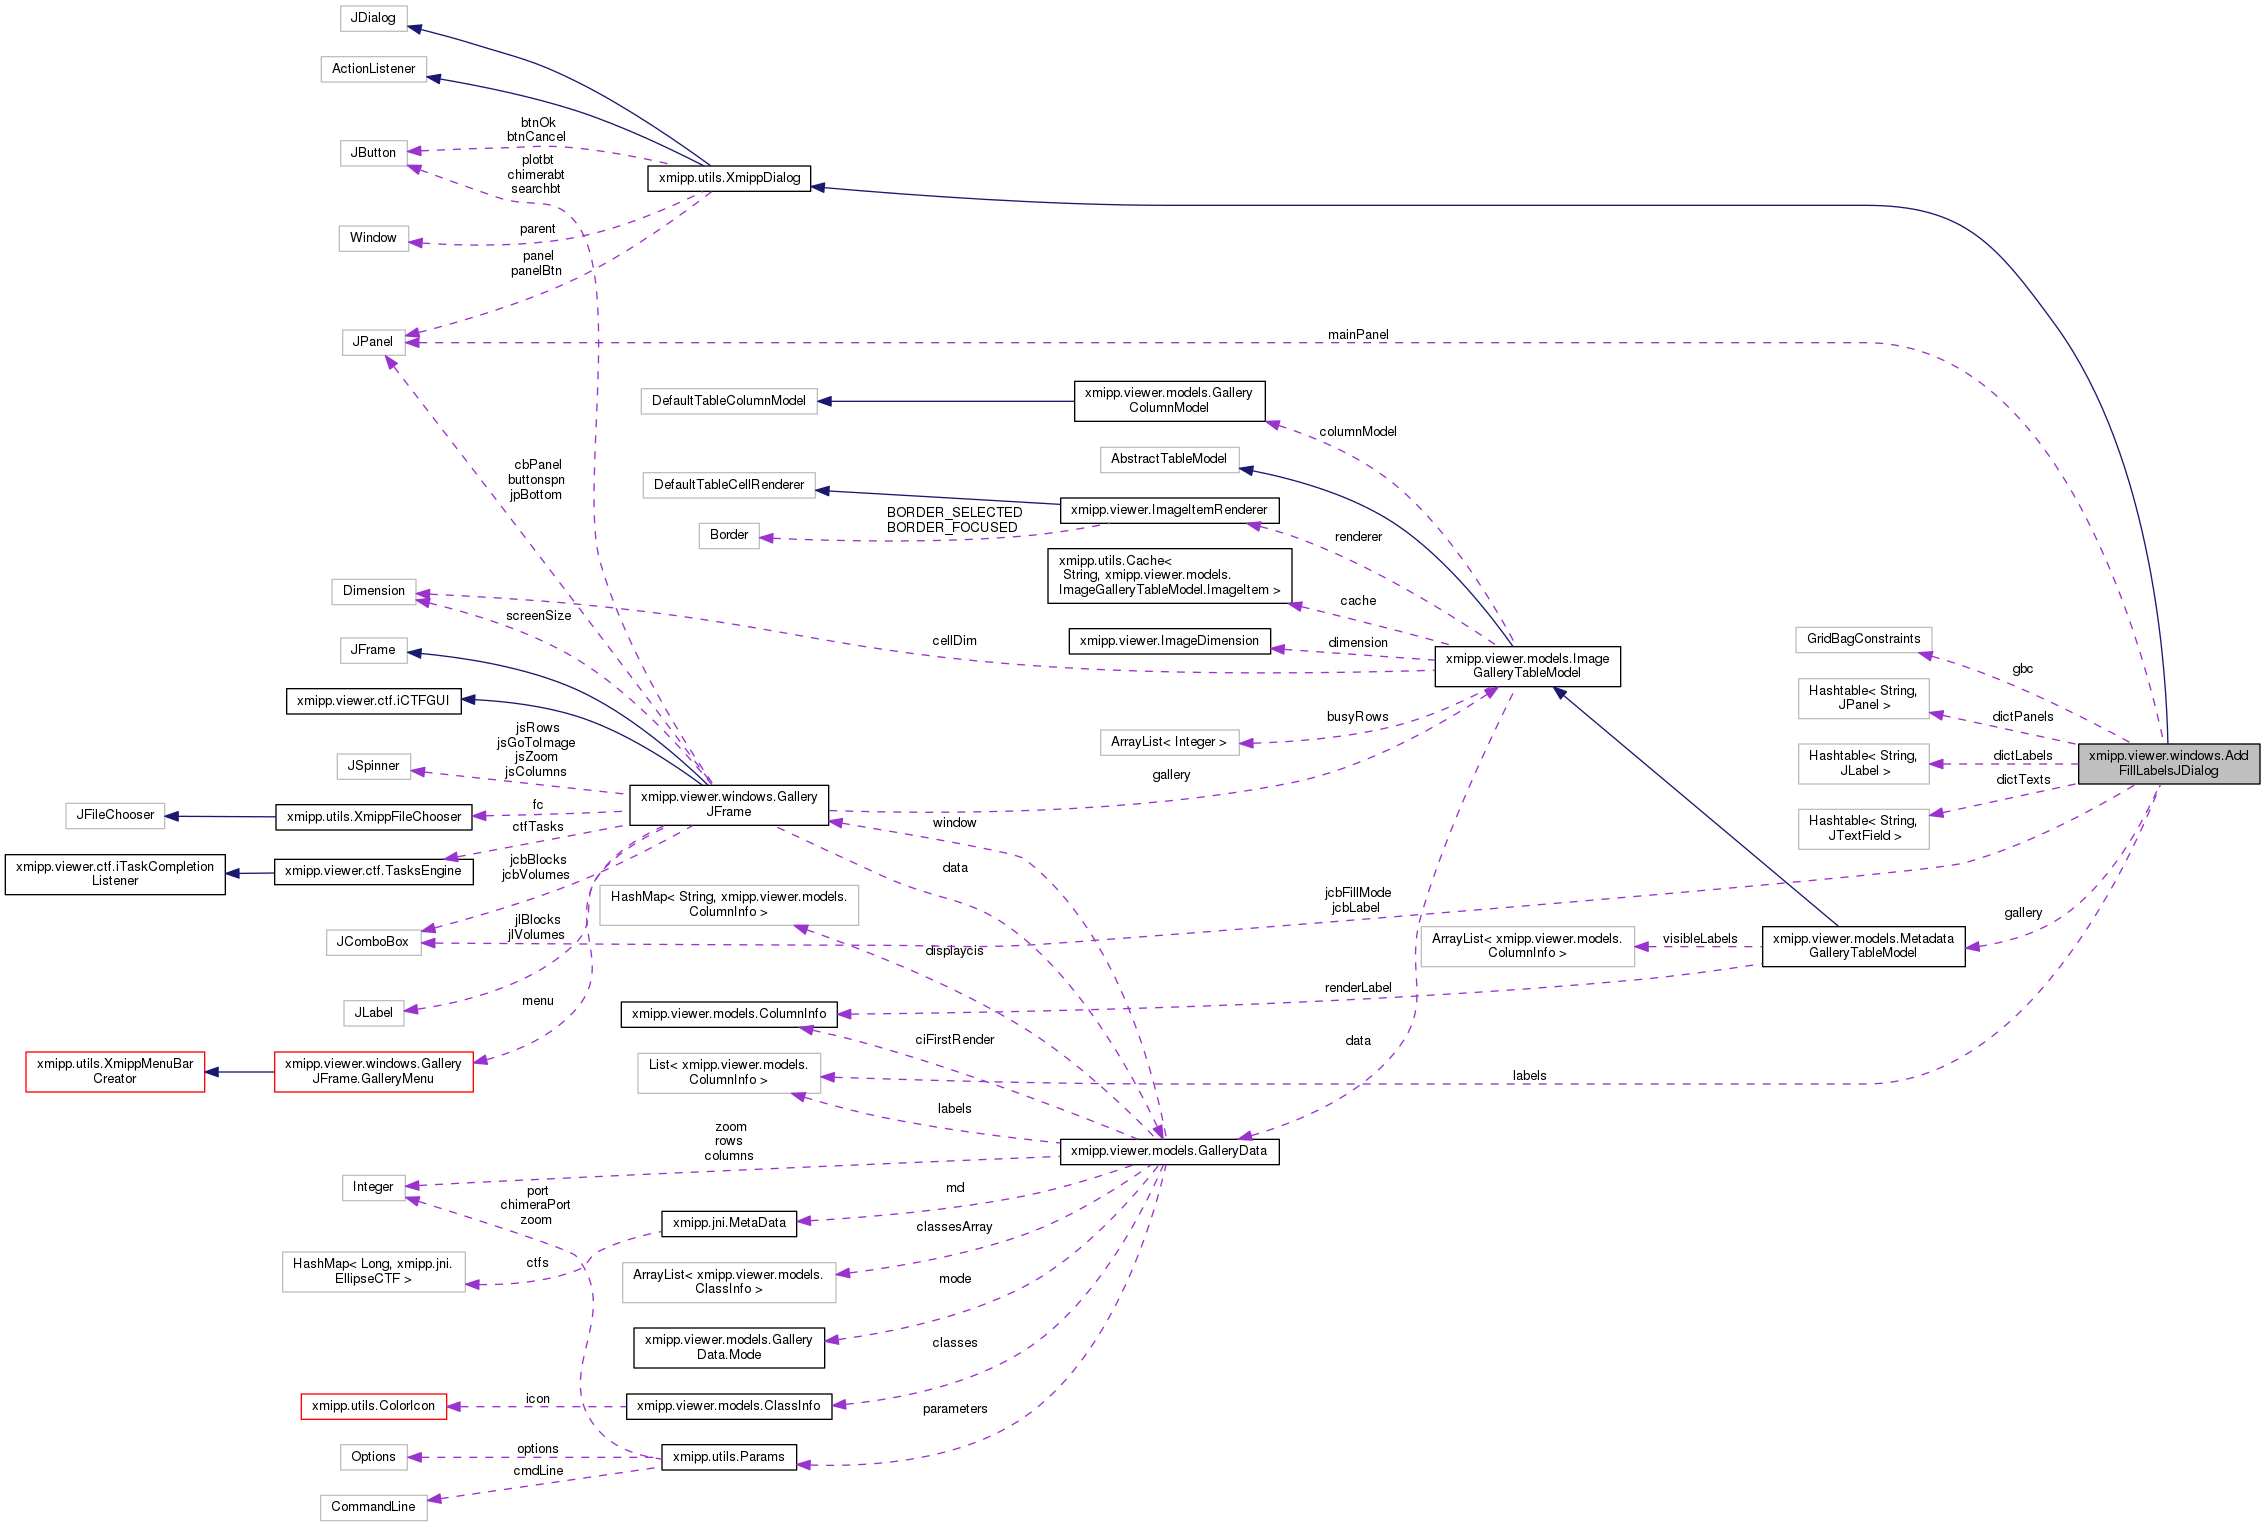 JDialog
ActionListener
btnOk
btnCancel
JButton
plotbt
chimerabt
searchbt
xmipp.utils.XmippDialog
Window
parent
panel
panelBtn
JPanel
mainPanel
DefaultTableColumnModel
xmipp.viewer.models.Gallery
ColumnModel
columnModel
AbstractTableModel
cbPanel
buttonspn
jpBottom
DefaultTableCellRenderer
xmipp.viewer.ImageItemRenderer
BORDER_SELECTED
BORDER_FOCUSED
Border
renderer
xmipp.utils.Cache<
String, xmipp.viewer.models.
ImageGalleryTableModel.ImageItem >
cache
Dimension
screenSize
cellDim
xmipp.viewer.ImageDimension
dimension
JFrame
xmipp.viewer.models.Image
GalleryTableModel
GridBagConstraints
gbc
xmipp.viewer.ctf.iCTFGUI
Hashtable< String,
JPanel >
dictPanels
jsRows
jsGoToImage
jsZoom
jsColumns
JSpinner
busyRows
ArrayList< Integer >
gallery
Hashtable< String,
JLabel >
dictLabels
xmipp.viewer.windows.Add
FillLabelsJDialog
dictTexts
xmipp.viewer.windows.Gallery
JFrame
JFileChooser
xmipp.utils.XmippFileChooser
fc
window
Hashtable< String,
JTextField >
ctfTasks
xmipp.viewer.ctf.iTaskCompletion
Listener
xmipp.viewer.ctf.TasksEngine
jcbBlocks
jcbVolumes
data
HashMap< String, xmipp.viewer.models.
ColumnInfo >
jcbFillMode
jcbLabel
gallery
JComboBox
jlBlocks
jlVolumes
displaycis
ArrayList< xmipp.viewer.models.
ColumnInfo >
visibleLabels
xmipp.viewer.models.Metadata
GalleryTableModel
renderLabel
JLabel
menu
xmipp.viewer.models.ColumnInfo
ciFirstRender
data
xmipp.utils.XmippMenuBar
Creator
xmipp.viewer.windows.Gallery
JFrame.GalleryMenu
List< xmipp.viewer.models.
ColumnInfo >
labels
labels
zoom
rows
columns
xmipp.viewer.models.GalleryData
Integer
port
chimeraPort
zoom
md
xmipp.jni.MetaData
classesArray
HashMap< Long, xmipp.jni.
EllipseCTF >
ctfs
ArrayList< xmipp.viewer.models.
ClassInfo >
mode
xmipp.viewer.models.Gallery
Data.Mode
classes
xmipp.utils.ColorIcon
icon
xmipp.viewer.models.ClassInfo
parameters
Options
options
xmipp.utils.Params
cmdLine
CommandLine